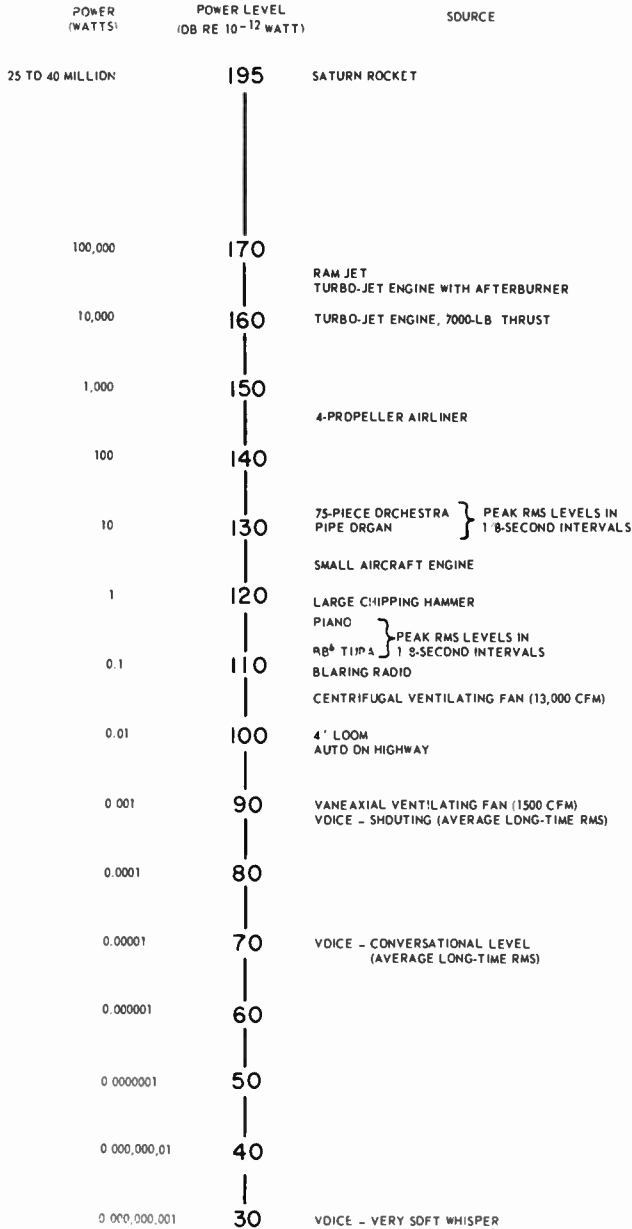 POWER (WATTS) POWER LEVEL (DB RE 10⁻¹² WATT) SOURCE
25 TO 40 MILLION 195 SATURN ROCKET
100,000 170
RAM JET
TURBO-JET ENGINE WITH AFTERBURNER
10,000 160 TURBO-JET ENGINE, 7000-LB THRUST
1,000 150
4-PROPELLER AIRLINER
100 140
75-PIECE ORCHESTRA } PEAK RMS LEVELS IN
10 130 PIPE ORGAN 1/8-SECOND INTERVALS
SMALL AIRCRAFT ENGINE
1 120 LARGE CHIPPING HAMMER
PIANO } PEAK RMS LEVELS IN
BB♭ TUBA 1/8-SECOND INTERVALS
0.1 110 BLARING RADIO
CENTRIFUGAL VENTILATING FAN (13,000 CFM)
0.01 100 4' LOOM
AUTO ON HIGHWAY
0.001 90 VANEAXIAL VENTILATING FAN (1500 CFM)
VOICE – SHOUTING (AVERAGE LONG-TIME RMS)
0.0001 80
0.00001 70 VOICE – CONVERSATIONAL LEVEL
(AVERAGE LONG-TIME RMS)
0.000001 60
0.0000001 50
0.000,000,01 40
0.000,000,001 30 VOICE – VERY SOFT WHISPER